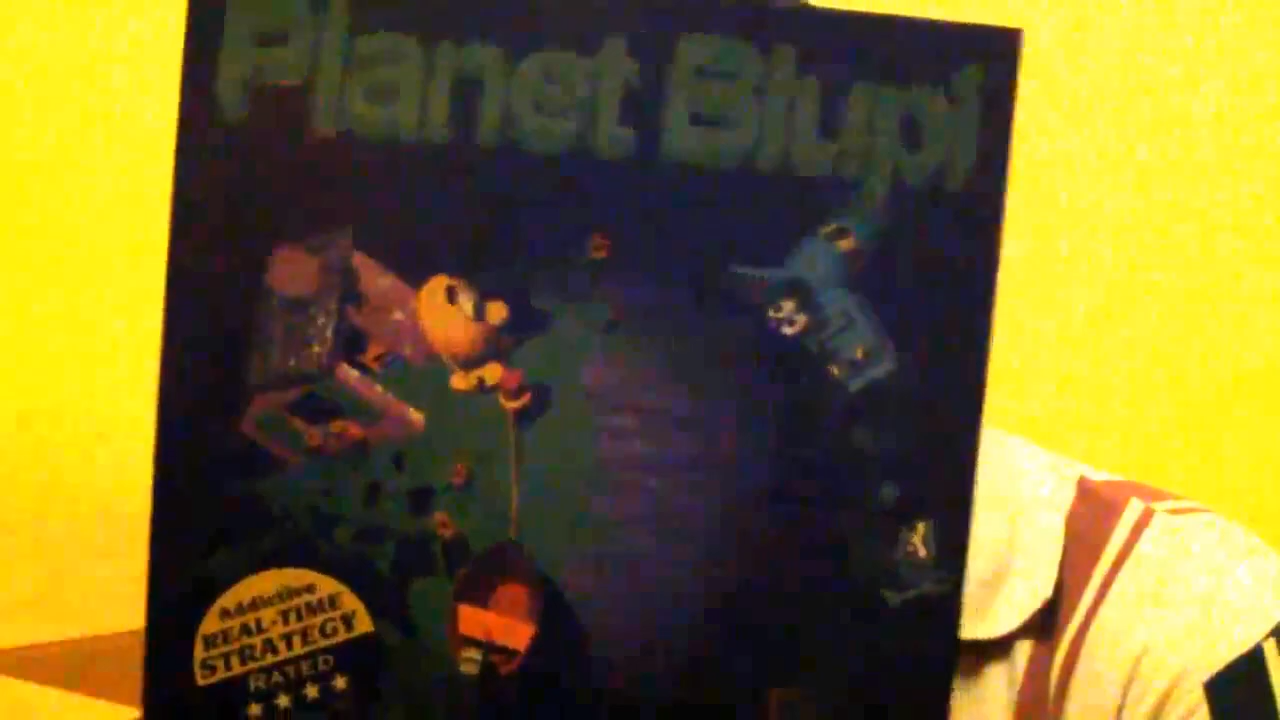 Planet Blupi
Addictive
REAL-TIME
STRATEGY
RATED